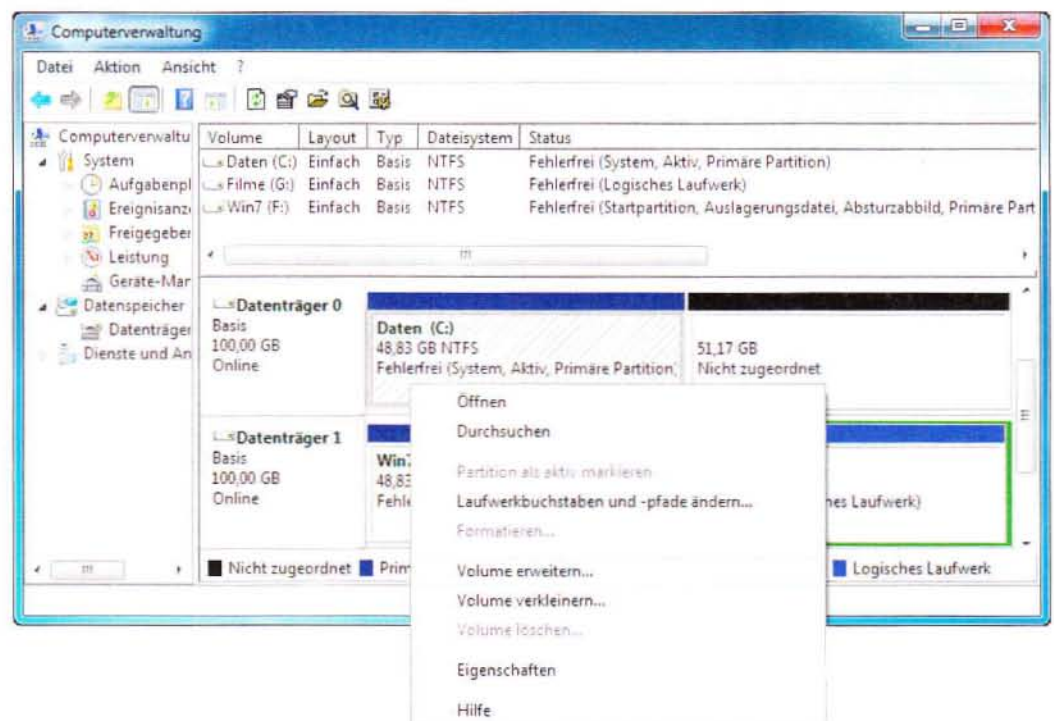 Computerverwaltung
Datei Aktion Ansicht ?
Computerverwaltu
System
Aufgabenpl
Ereignisanz
Freigegeber
Leistung
Geräte-Mar
Datenspeicher
Datenträger
Dienste und An
Volume Layout Typ Dateisystem Status
Daten (C:) Einfach Basis NTFS Fehlerfrei (System, Aktiv, Primäre Partition)
Filme (G:) Einfach Basis NTFS Fehlerfrei (Logisches Laufwerk)
Win7 (F:) Einfach Basis NTFS Fehlerfrei (Startpartition, Auslagerungsdatei, Absturzabbild, Primäre Part
Datenträger 0
Basis
100,00 GB
Online
Daten (C:)
48,83 GB NTFS
Fehlerfrei (System, Aktiv, Primäre Partition)
51,17 GB
Nicht zugeordnet
Datenträger 1
Basis
100,00 GB
Online
Win7
48,83
Fehle
hes Laufwerk)
Öffnen
Durchsuchen
Partition als aktiv markieren
Laufwerkbuchstaben und -pfade ändern...
Formatieren...
Volume erweitern...
Volume verkleinern...
Volume löschen...
Eigenschaften
Hilfe
Nicht zugeordnet Prim Logisches Laufwerk